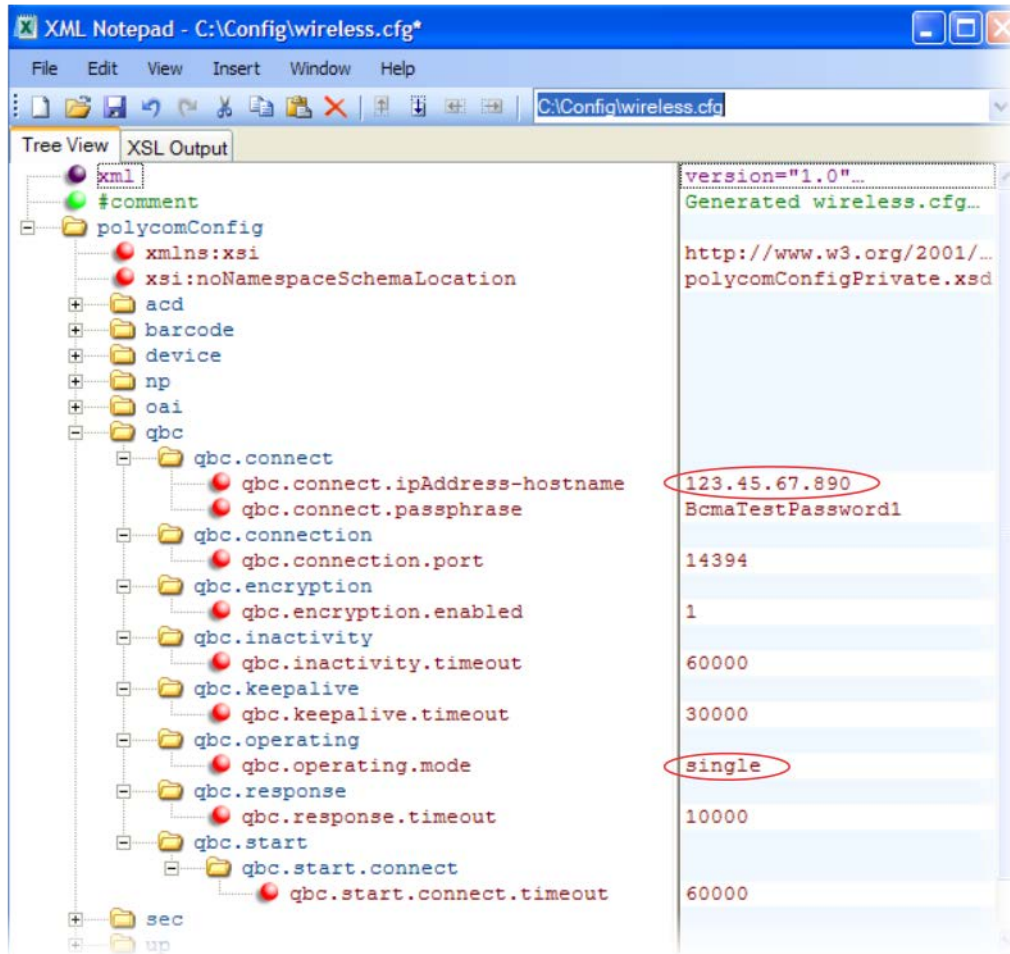 XML Notepad - C:\Config\wireless.cfg*
File Edit View Insert Window Help
C:\Config\wireless.cfg
Tree View XSL Output
xml version="1.0"…
#comment Generated wireless.cfg…
polycomConfig
xmlns:xsi http://www.w3.org/2001/…
xsi:noNamespaceSchemaLocation polycomConfigPrivate.xsd
acd
barcode
device
np
oai
qbc
qbc.connect
qbc.connect.ipAddress-hostname 123.45.67.890
qbc.connect.passphrase BcmaTestPassword1
qbc.connection
qbc.connection.port 14394
qbc.encryption
qbc.encryption.enabled 1
qbc.inactivity
qbc.inactivity.timeout 60000
qbc.keepalive
qbc.keepalive.timeout 30000
qbc.operating
qbc.operating.mode single
qbc.response
qbc.response.timeout 10000
qbc.start
qbc.start.connect
qbc.start.connect.timeout 60000
sec
up